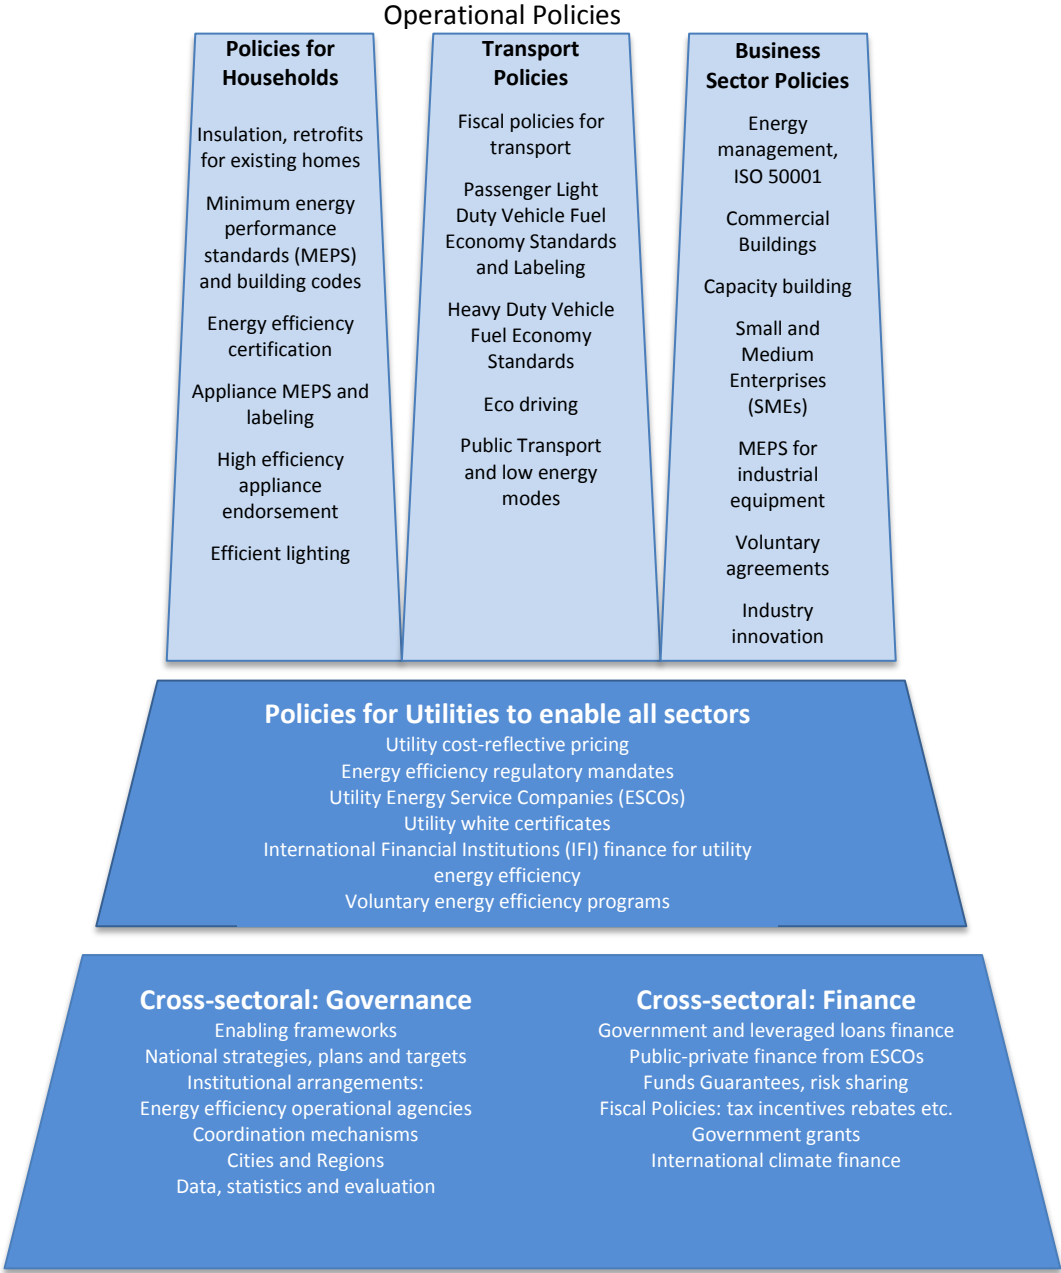 Operational Policies
Policies for
Households
Insulation, retrofits
for existing homes
Minimum energy
performance
standards (MEPS)
and building codes
Energy efficiency
certification
Appliance MEPS and
labeling
High efficiency
appliance
endorsement
Efficient lighting
Transport
Policies
Fiscal policies for
transport
Passenger Light
Duty Vehicle Fuel
Economy Standards
and Labeling
Heavy Duty Vehicle
Fuel Economy
Standards
Eco driving
Public Transport
and low energy
modes
Business
Sector Policies
Energy
management,
ISO 50001
Commercial
Buildings
Capacity building
Small and
Medium
Enterprises
(SMEs)
MEPS for
industrial
equipment
Voluntary
agreements
Industry
innovation
Policies for Utilities to enable all sectors
Utility cost-reflective pricing
Energy efficiency regulatory mandates
Utility Energy Service Companies (ESCOs)
Utility white certificates
International Financial Institutions (IFI) finance for utility
energy efficiency
Voluntary energy efficiency programs
Cross-sectoral: Governance
Enabling frameworks
National strategies, plans and targets
Institutional arrangements:
Energy efficiency operational agencies
Coordination mechanisms
Cities and Regions
Data, statistics and evaluation
Cross-sectoral: Finance
Government and leveraged loans finance
Public-private finance from ESCOs
Funds Guarantees, risk sharing
Fiscal Policies: tax incentives rebates etc.
Government grants
International climate finance